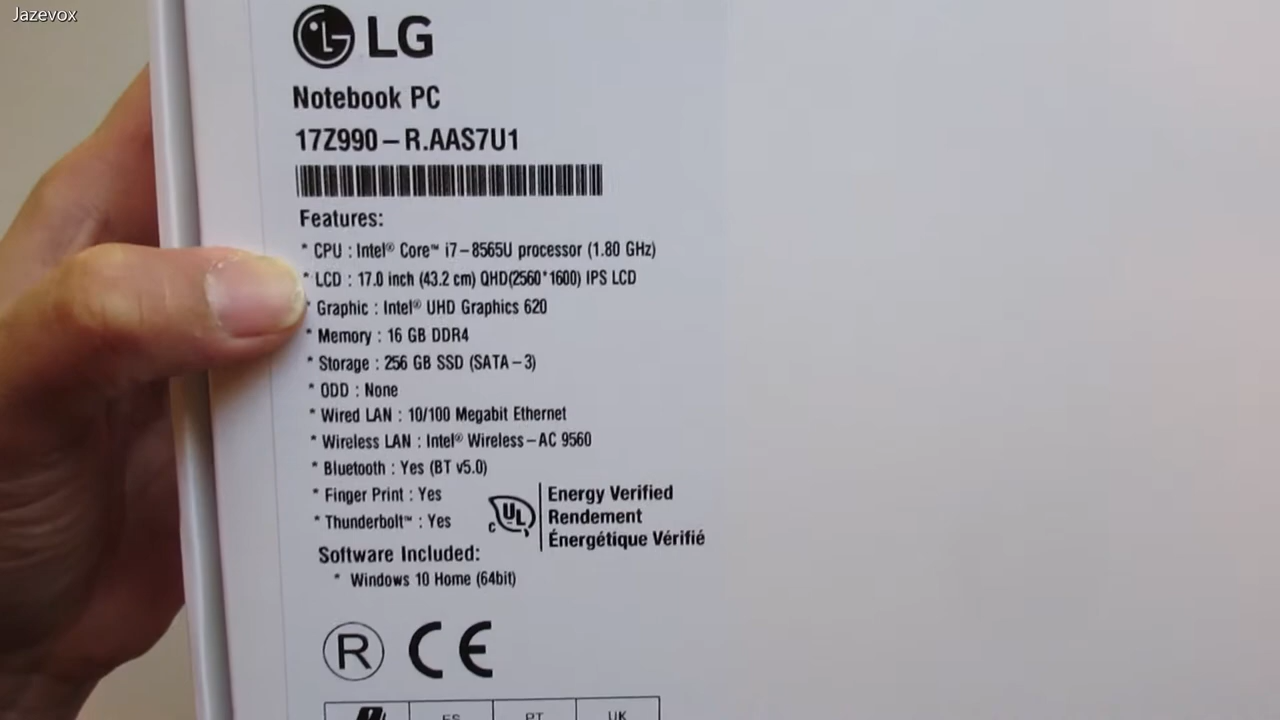 Jazevox
LG
Notebook PC
17Z990-R.AAS7U1
Features:
* CPU : Intel® Core™ i7-8565U processor (1.80 GHz)
* LCD : 17.0 inch (43.2 cm) QHD(2560*1600) IPS LCD
* Graphic : Intel® UHD Graphics 620
* Memory : 16 GB DDR4
* Storage : 256 GB SSD (SATA-3)
* ODD : None
* Wired LAN : 10/100 Megabit Ethernet
* Wireless LAN : Intel® Wireless-AC 9560
* Bluetooth : Yes (BT v5.0)
* Finger Print : Yes
* Thunderbolt™ : Yes
c UL
Energy Verified
Rendement
Énergétique Vérifié
Software Included:
* Windows 10 Home (64bit)
R CE
ES PT UK